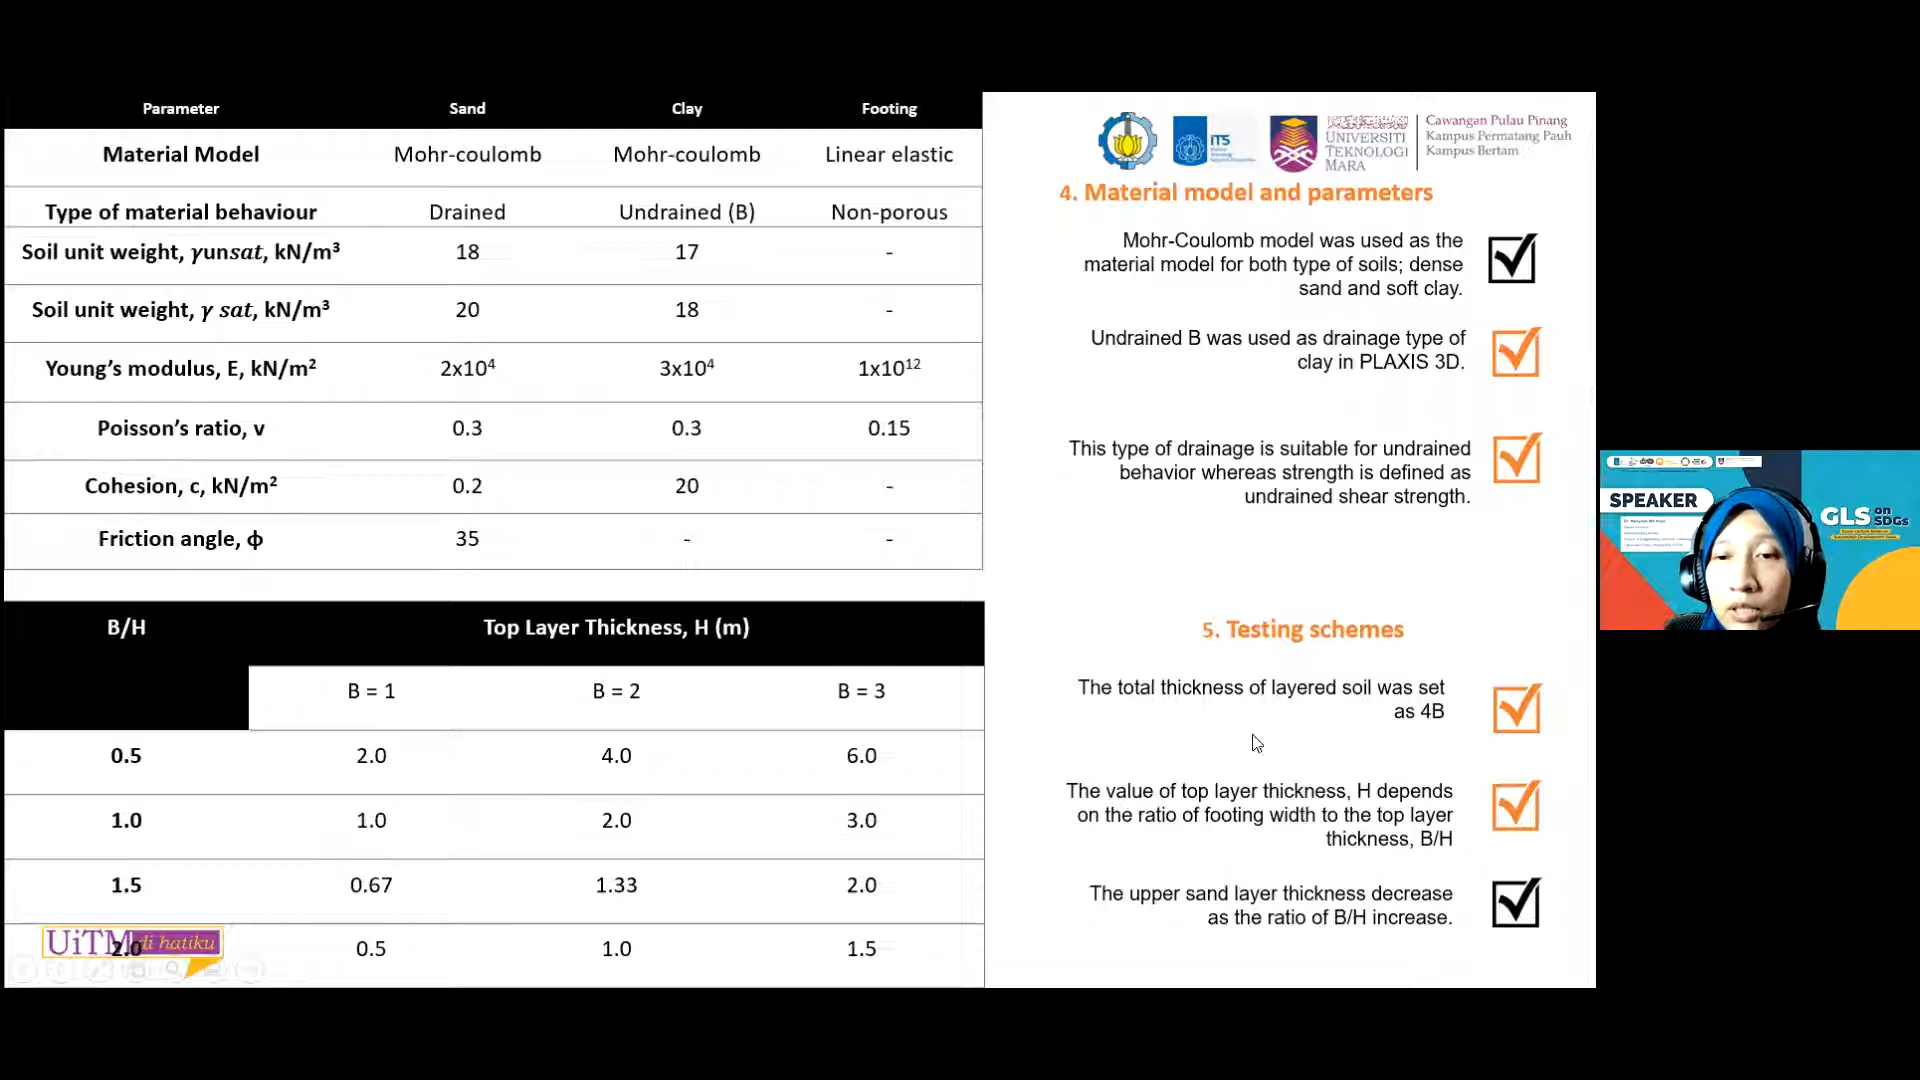 Parameter Sand Clay Footing
Material Model Mohr-coulomb Mohr-coulomb Linear elastic
Type of material behaviour Drained Undrained (B) Non-porous
Soil unit weight, γunsat, kN/m³ 18 17 -
Soil unit weight, γ sat, kN/m³ 20 18 -
Young's modulus, E, kN/m² 2x10⁴ 3x10⁴ 1x10¹²
Poisson's ratio, v 0.3 0.3 0.15
Cohesion, c, kN/m² 0.2 20 -
Friction angle, ϕ 35 - -
B/H Top Layer Thickness, H (m)
B = 1 B = 2 B = 3
0.5 2.0 4.0 6.0
1.0 1.0 2.0 3.0
1.5 0.67 1.33 2.0
2.0 0.5 1.0 1.5
UiTM di hatiku
ITS
UNIVERSITI
TEKNOLOGI
MARA
Cawangan Pulau Pinang
Kampus Permatang Pauh
Kampus Bertam
4. Material model and parameters
Mohr-Coulomb model was used as the
material model for both type of soils; dense
sand and soft clay.
Undrained B was used as drainage type of
clay in PLAXIS 3D.
This type of drainage is suitable for undrained
behavior whereas strength is defined as
undrained shear strength.
5. Testing schemes
The total thickness of layered soil was set
as 4B
The value of top layer thickness, H depends
on the ratio of footing width to the top layer
thickness, B/H
The upper sand layer thickness decrease
as the ratio of B/H increase.
SPEAKER
GLS on
SDGs